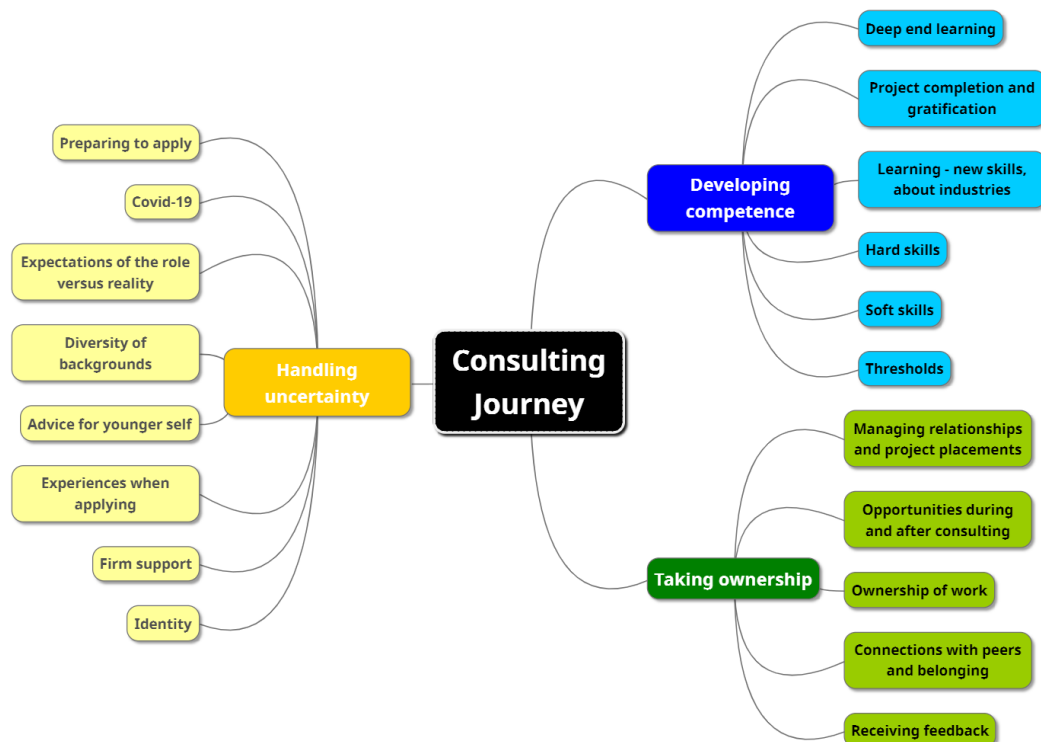 Consulting
Journey
Developing
competence
Deep end learning
Project completion and
gratification
Learning - new skills,
about industries
Hard skills
Soft skills
Thresholds
Taking ownership
Managing relationships
and project placements
Opportunities during
and after consulting
Ownership of work
Connections with peers
and belonging
Receiving feedback
Handling
uncertainty
Preparing to apply
Covid-19
Expectations of the role
versus reality
Diversity of
backgrounds
Advice for younger self
Experiences when
applying
Firm support
Identity